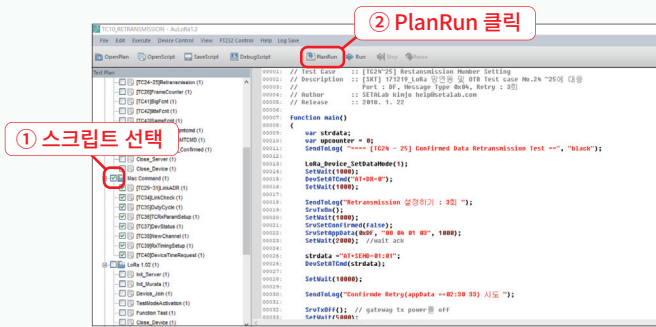 ② PlanRun 클릭
TC10_RETRANSMISSION - AuLoRa1.2
File Edit Execute Device Control View FT232 Control Help Log Save
OpenPlan OpenScript SaveScript DebugScript PlanRun Run Stop Pause
Test Plan
[TC24~25]Retransmission (1)
[TC26]FrameCounter (1)
[TC41]BigFcnt (1)
① 스크립트 선택
Close_Server (1)
Close_Device (1)
Mac Command (1)
[TC29~31]LinkADR (1)
[TC34]LinkCheck (1)
[TC35]DutyCycle (1)
[TC36]TCRxParamSetup (1)
[TC37]DevStatus (1)
[TC38]NewChannel (1)
[TC39]RxTimingSetup (1)
[TC40]DeviceTimeRequest (1)
LoRa 1.02 (1)
Init_Server (1)
Init_Murata (1)
Device_Join (1)
TestModeActivation (1)
Function Test (1)
Close_Device (1)
00001: // Test Case :: [TC24~25] Restansmission Number Setting
00002: // Description :: [SKT] 171219_LoRa 망연동 및 OTB Test case No.24 ~25에 대응
00003: // Port : DF, Message Type 0x04, Retry : 3회
00004: // Author :: SETALab kimjo help@setalab.com
00005: // Release :: 2018. 1. 22
00006:
00007: Function main()
00008: {
00009: var strdata;
00010: var upcounter = 0;
00011: SendToLog( "==== [TC24 - 25] Confirmed Data Retransmission Test ==", "black");
00012:
00013: LoRa_Device_SetDataMode(1);
00014: SetWait(1000);
00015: DevSetATCmd("AT+DR=0");
00016: SetWait(1000);
00017:
00018: SendToLog("Retransmission 설정하기 : 3회 ");
00019: SrvTxOn();
00020: SetWait(1000);
00021: SrvSetConfirmed(False);
00022: SrvSetAppData(0xDF, "00 04 01 03", 1000);
00023: SetWait(2000); //wait ack
00024:
00025: strdata ="AT+SEND=01:01";
00026: DevSetATCmd(strdata);
00027:
00028: SetWait(10000);
00029:
00030: SendToLog("Confirmde Retry(appData ==02:30 33) 시도 ");
00031:
00032: SrvTxOFF(); // gateway tx power를 off
00033: SetWait(5000);